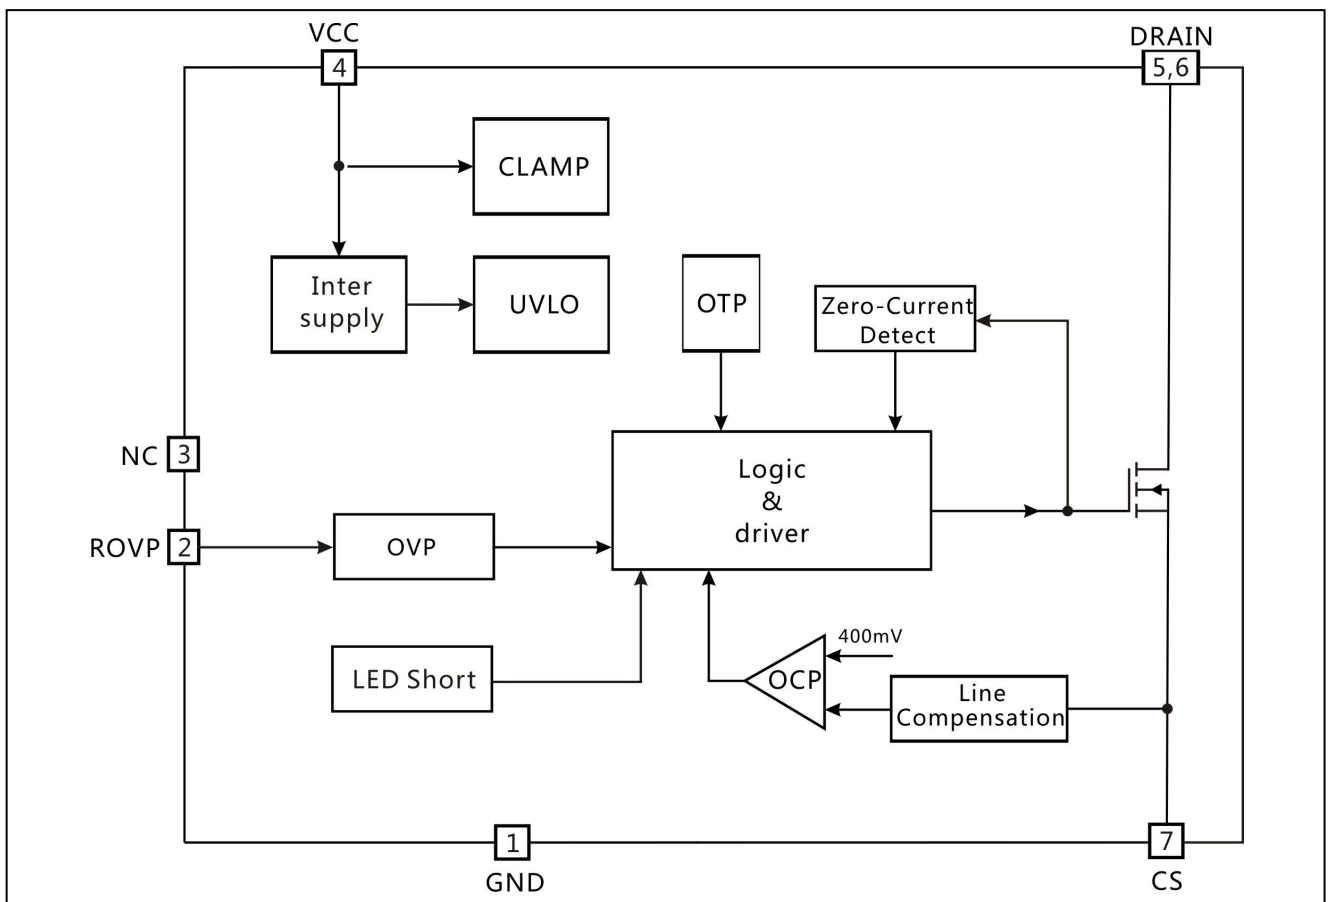 VCC
DRAIN
4
5,6
CLAMP
Inter
supply
UVLO
OTP
Zero-Current
Detect
NC
3
Logic
&
driver
ROVP
2
OVP
400mV
LED Short
OCP
Line
Compensation
1
7
GND
CS